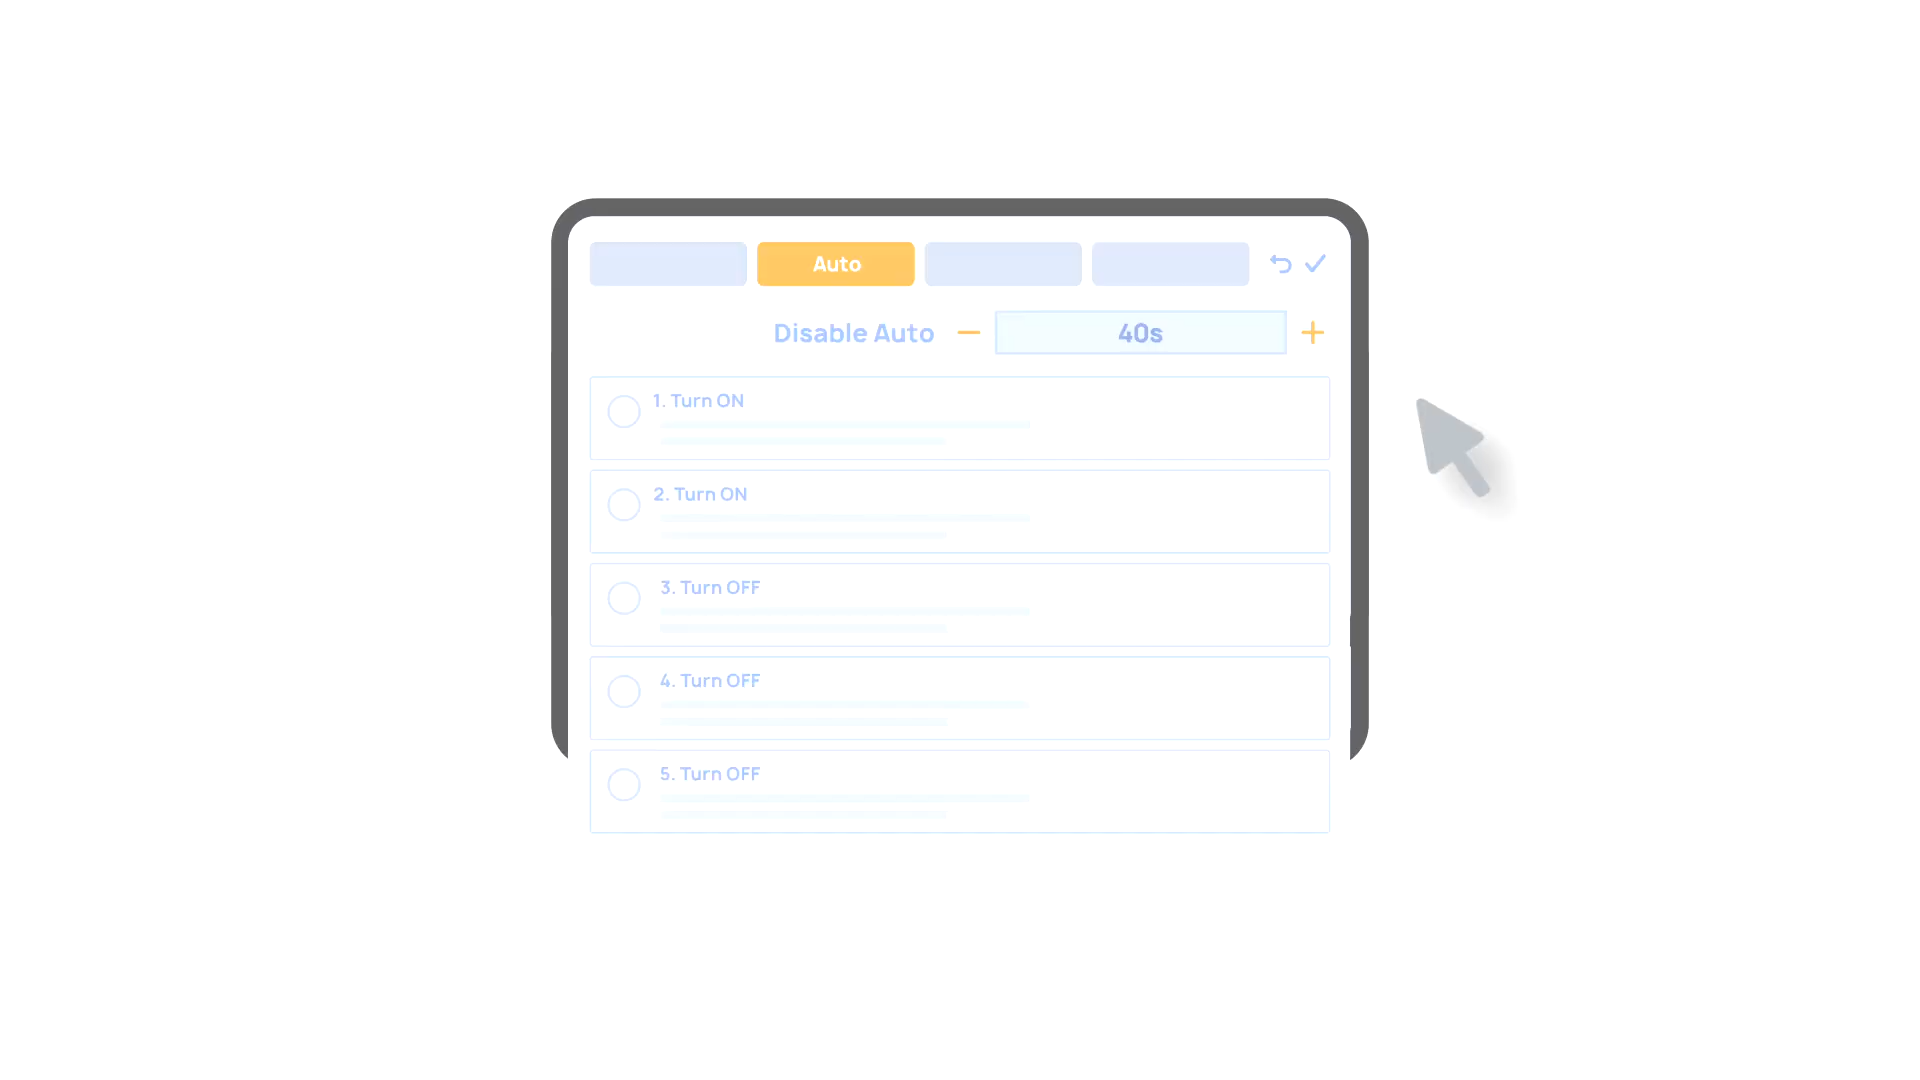 Auto
Disable Auto
40s
1. Turn ON
2. Turn ON
3. Turn OFF
4. Turn OFF
5. Turn OFF